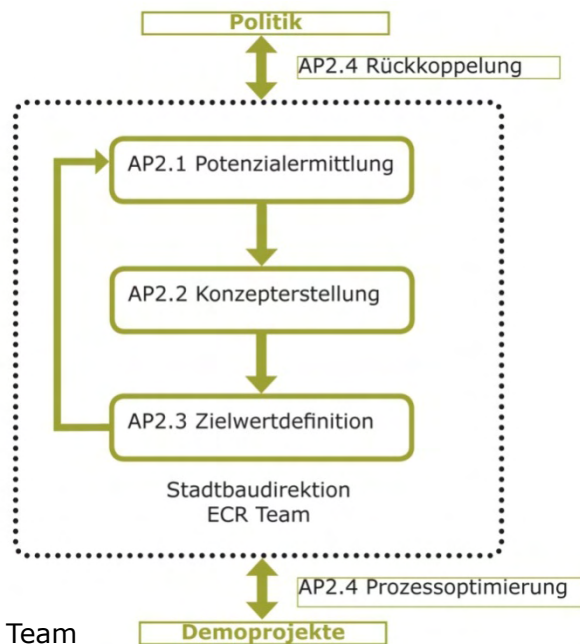 Politik
AP2.4 Rückkoppelung
AP2.1 Potenzialermittlung
AP2.2 Konzepterstellung
AP2.3 Zielwertdefinition
Stadtbaudirektion
ECR Team
AP2.4 Prozessoptimierung
Team
Demoprojekte